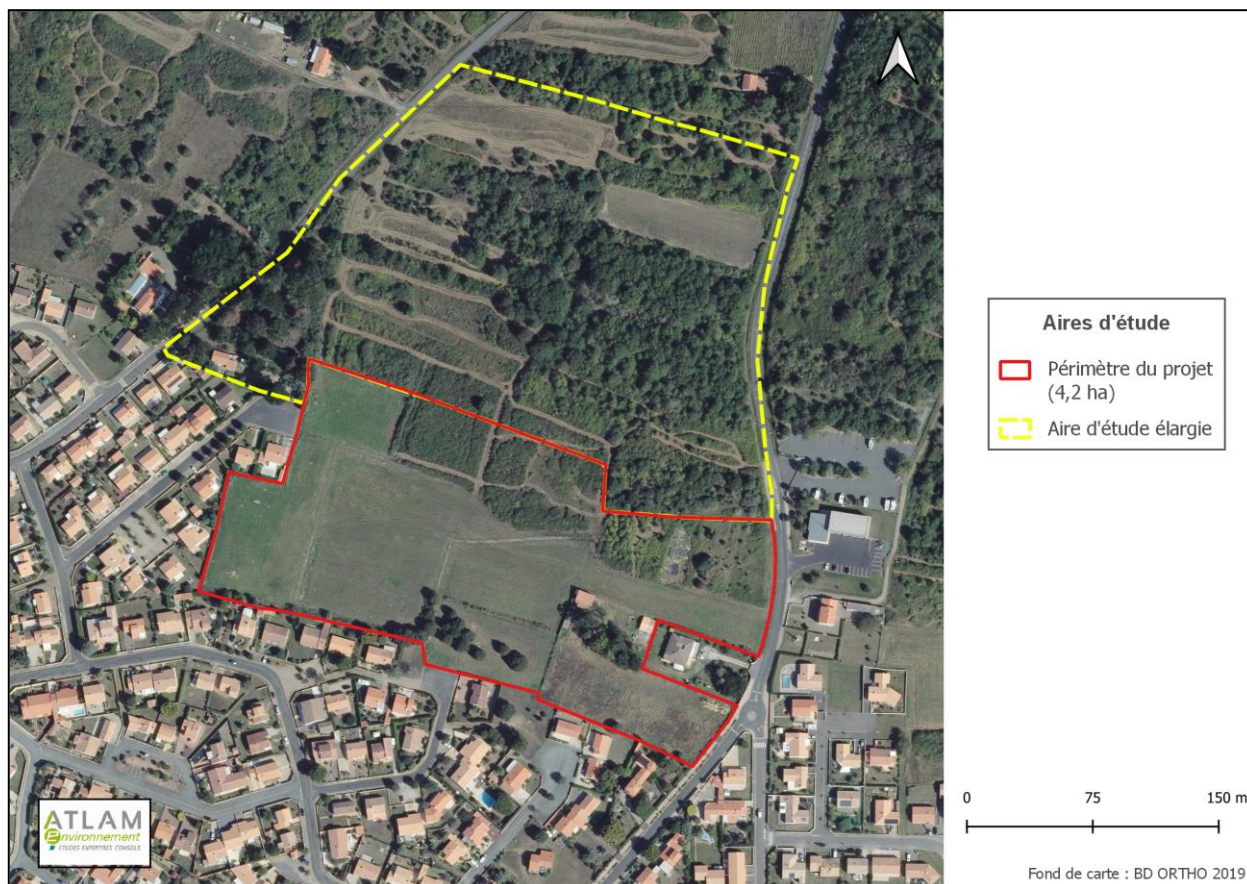 Aires d'étude
Périmètre du projet
(4,2 ha)
Aire d'étude élargie
0 75 150 m
Fond de carte : BD ORTHO 2019
ATLAM
Environnement
ETUDES EXPERTISES CONSEILS